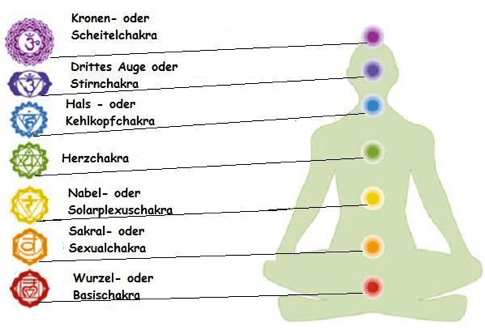 Kronen- oder
Scheitelchakra
Drittes Auge oder
Stirnchakra
Hals - oder
Kehlkopfchakra
Herzchakra
Nabel- oder
Solarplexuschakra
Sakral- oder
Sexualchakra
Wurzel- oder
Basischakra